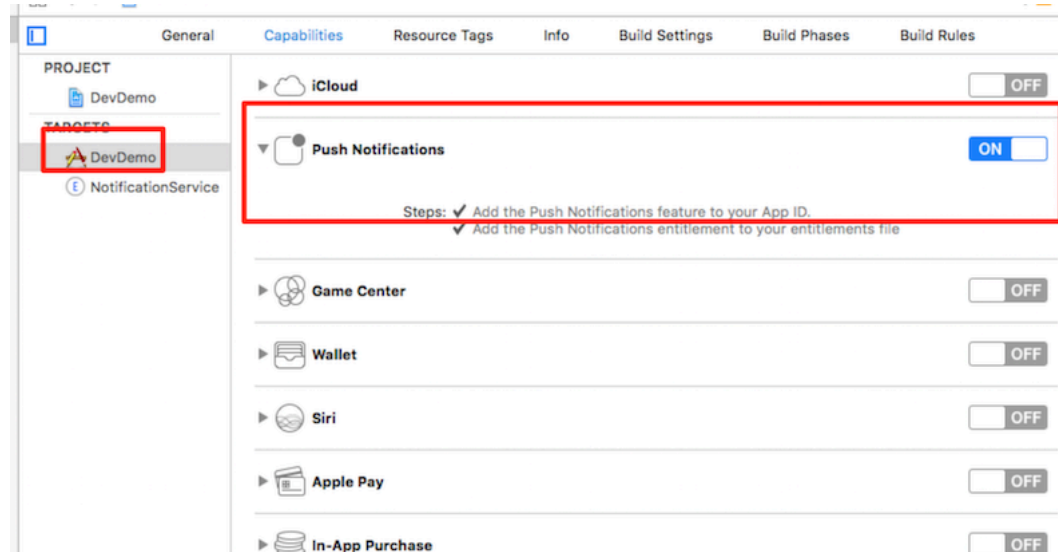 General Capabilities Resource Tags Info Build Settings Build Phases Build Rules
PROJECT
DevDemo
TARGETS
DevDemo
E NotificationService
iCloud OFF
Push Notifications ON
Steps: ✔ Add the Push Notifications feature to your App ID.
✔ Add the Push Notifications entitlement to your entitlements file
Game Center OFF
Wallet OFF
Siri OFF
Apple Pay OFF
In-App Purchase OFF